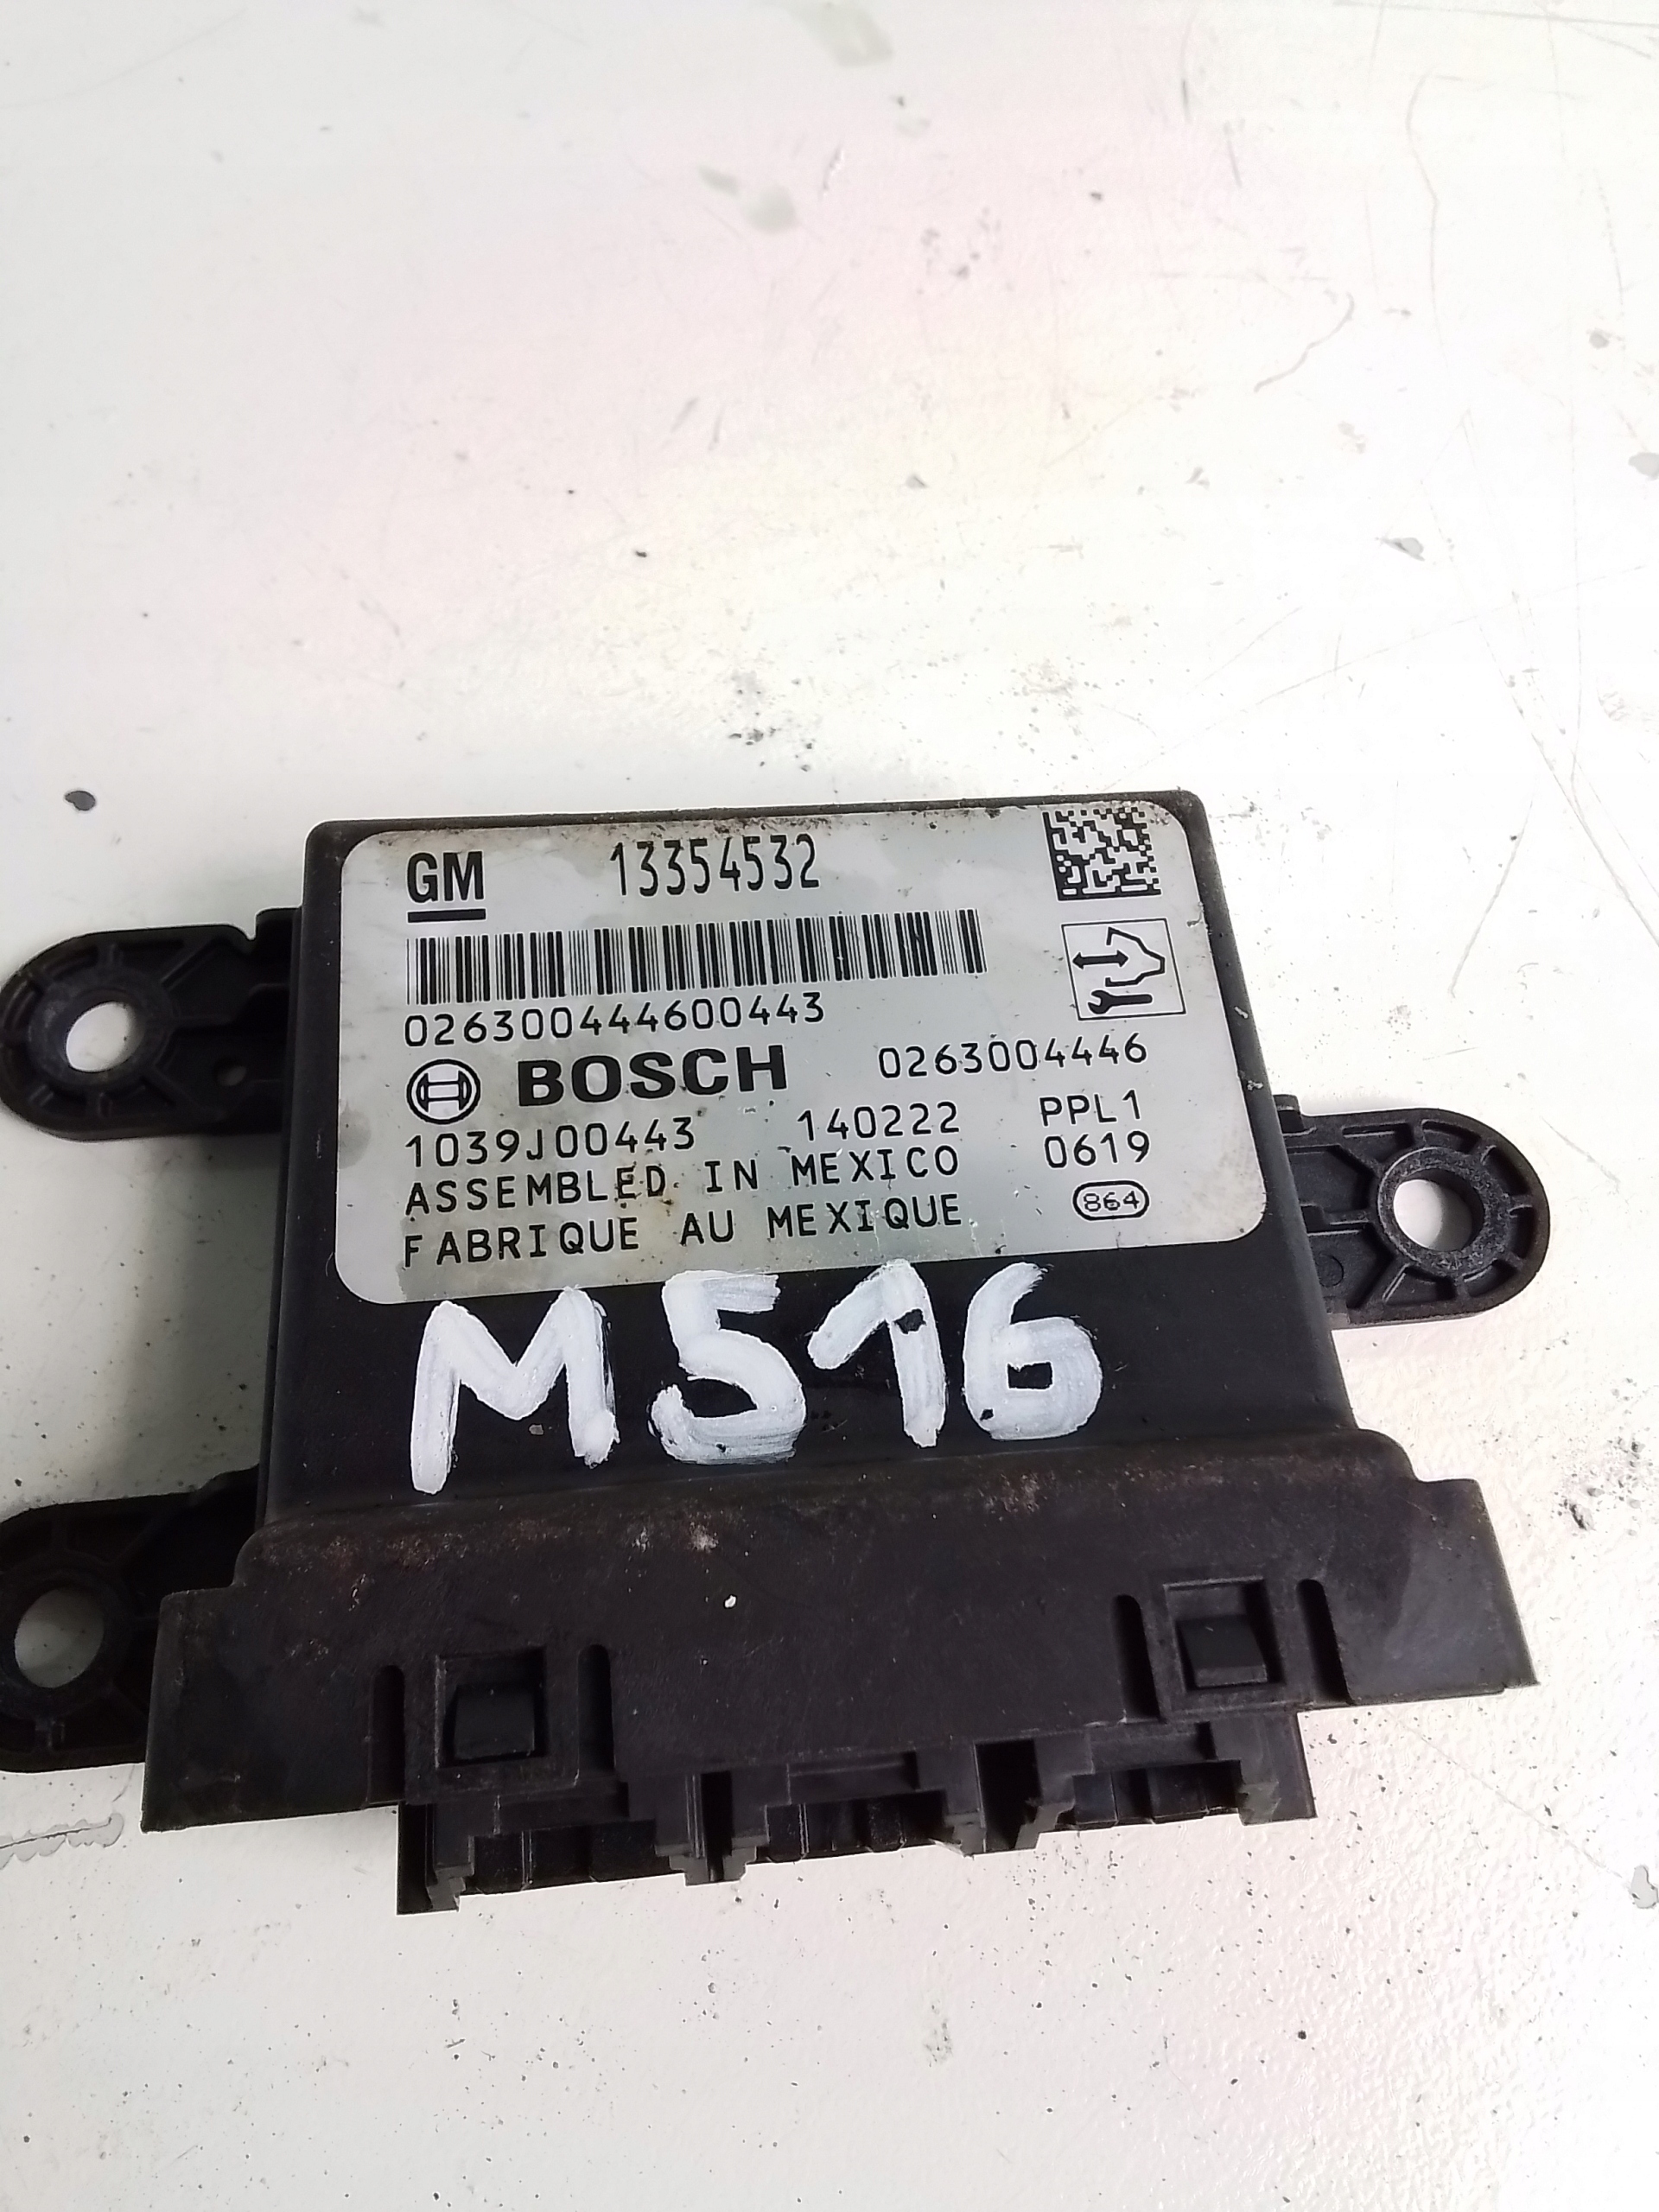 GM 13354532
026300444600443
BOSCH 0263004446
1039J00443 140222 PPL1
ASSEMBLED IN MEXICO 0619
FABRIQUE AU MEXIQUE 864
M516